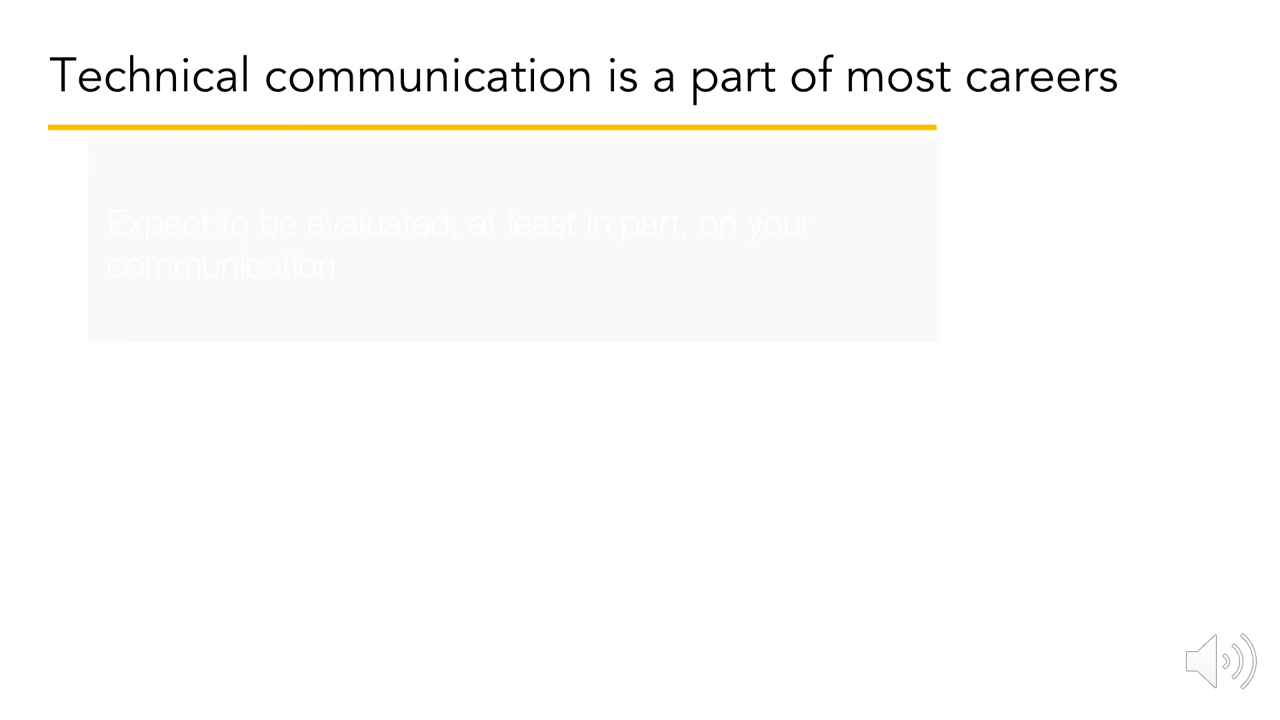 Technical communication is a part of most careers
Expect to be evaluated, at least in part, on your
communication